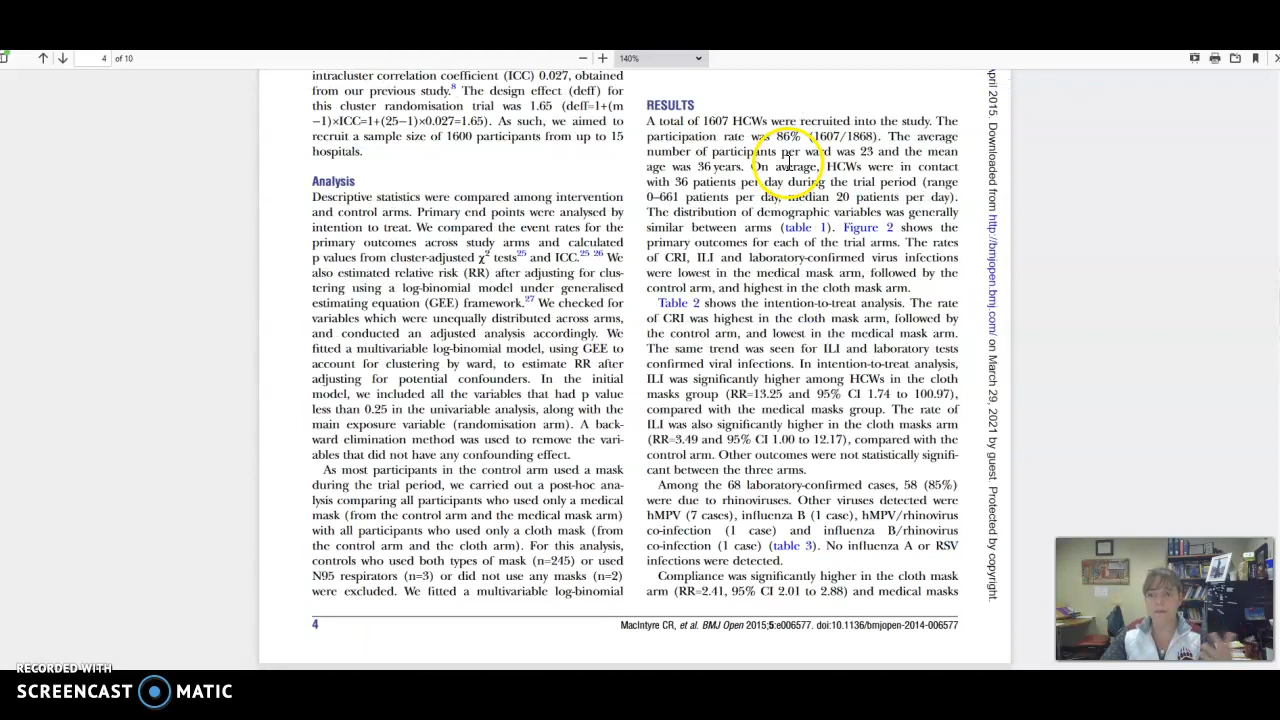 4 of 10
140%
intracluster correlation coefficient (ICC) 0.027, obtained
from our previous study.8 The design effect (deff) for
this cluster randomisation trial was 1.65 (deff=1+(m
−1)×ICC=1+(25−1)×0.027=1.65). As such, we aimed to
recruit a sample size of 1600 participants from up to 15
hospitals.
Analysis
Descriptive statistics were compared among intervention
and control arms. Primary end points were analysed by
intention to treat. We compared the event rates for the
primary outcomes across study arms and calculated
p values from cluster-adjusted χ2 tests25 and ICC.25 26 We
also estimated relative risk (RR) after adjusting for clus-
tering using a log-binomial model under generalised
estimating equation (GEE) framework.27 We checked for
variables which were unequally distributed across arms,
and conducted an adjusted analysis accordingly. We
fitted a multivariable log-binomial model, using GEE to
account for clustering by ward, to estimate RR after
adjusting for potential confounders. In the initial
model, we included all the variables that had p value
less than 0.25 in the univariable analysis, along with the
main exposure variable (randomisation arm). A back-
ward elimination method was used to remove the vari-
ables that did not have any confounding effect.
As most participants in the control arm used a mask
during the trial period, we carried out a post-hoc ana-
lysis comparing all participants who used only a medical
mask (from the control arm and the medical mask arm)
with all participants who used only a cloth mask (from
the control arm and the cloth arm). For this analysis,
controls who used both types of mask (n=245) or used
N95 respirators (n=3) or did not use any masks (n=2)
were excluded. We fitted a multivariable log-binomial
RESULTS
A total of 1607 HCWs were recruited into the study. The
participation rate was 86% (1607/1868). The average
number of participants per ward was 23 and the mean
age was 36 years. On average, HCWs were in contact
with 36 patients per day during the trial period (range
0–661 patients per day, median 20 patients per day).
The distribution of demographic variables was generally
similar between arms (table 1). Figure 2 shows the
primary outcomes for each of the trial arms. The rates
of CRI, ILI and laboratory-confirmed virus infections
were lowest in the medical mask arm, followed by the
control arm, and highest in the cloth mask arm.
Table 2 shows the intention-to-treat analysis. The rate
of CRI was highest in the cloth mask arm, followed by
the control arm, and lowest in the medical mask arm.
The same trend was seen for ILI and laboratory tests
confirmed viral infections. In intention-to-treat analysis,
ILI was significantly higher among HCWs in the cloth
masks group (RR=13.25 and 95% CI 1.74 to 100.97),
compared with the medical masks group. The rate of
ILI was also significantly higher in the cloth masks arm
(RR=3.49 and 95% CI 1.00 to 12.17), compared with the
control arm. Other outcomes were not statistically signifi-
cant between the three arms.
Among the 68 laboratory-confirmed cases, 58 (85%)
were due to rhinoviruses. Other viruses detected were
hMPV (7 cases), influenza B (1 case), hMPV/rhinovirus
co-infection (1 case) and influenza B/rhinovirus
co-infection (1 case) (table 3). No influenza A or RSV
infections were detected.
Compliance was significantly higher in the cloth mask
arm (RR=2.41, 95% CI 2.01 to 2.88) and medical masks
4
MacIntyre CR, et al. BMJ Open 2015;5:e006577. doi:10.1136/bmjopen-2014-006577
April 2015. Downloaded from http://bmjopen.bmj.com/ on March 29, 2021 by guest. Protected by copyright.
RECORDED WITH
SCREENCAST MATIC